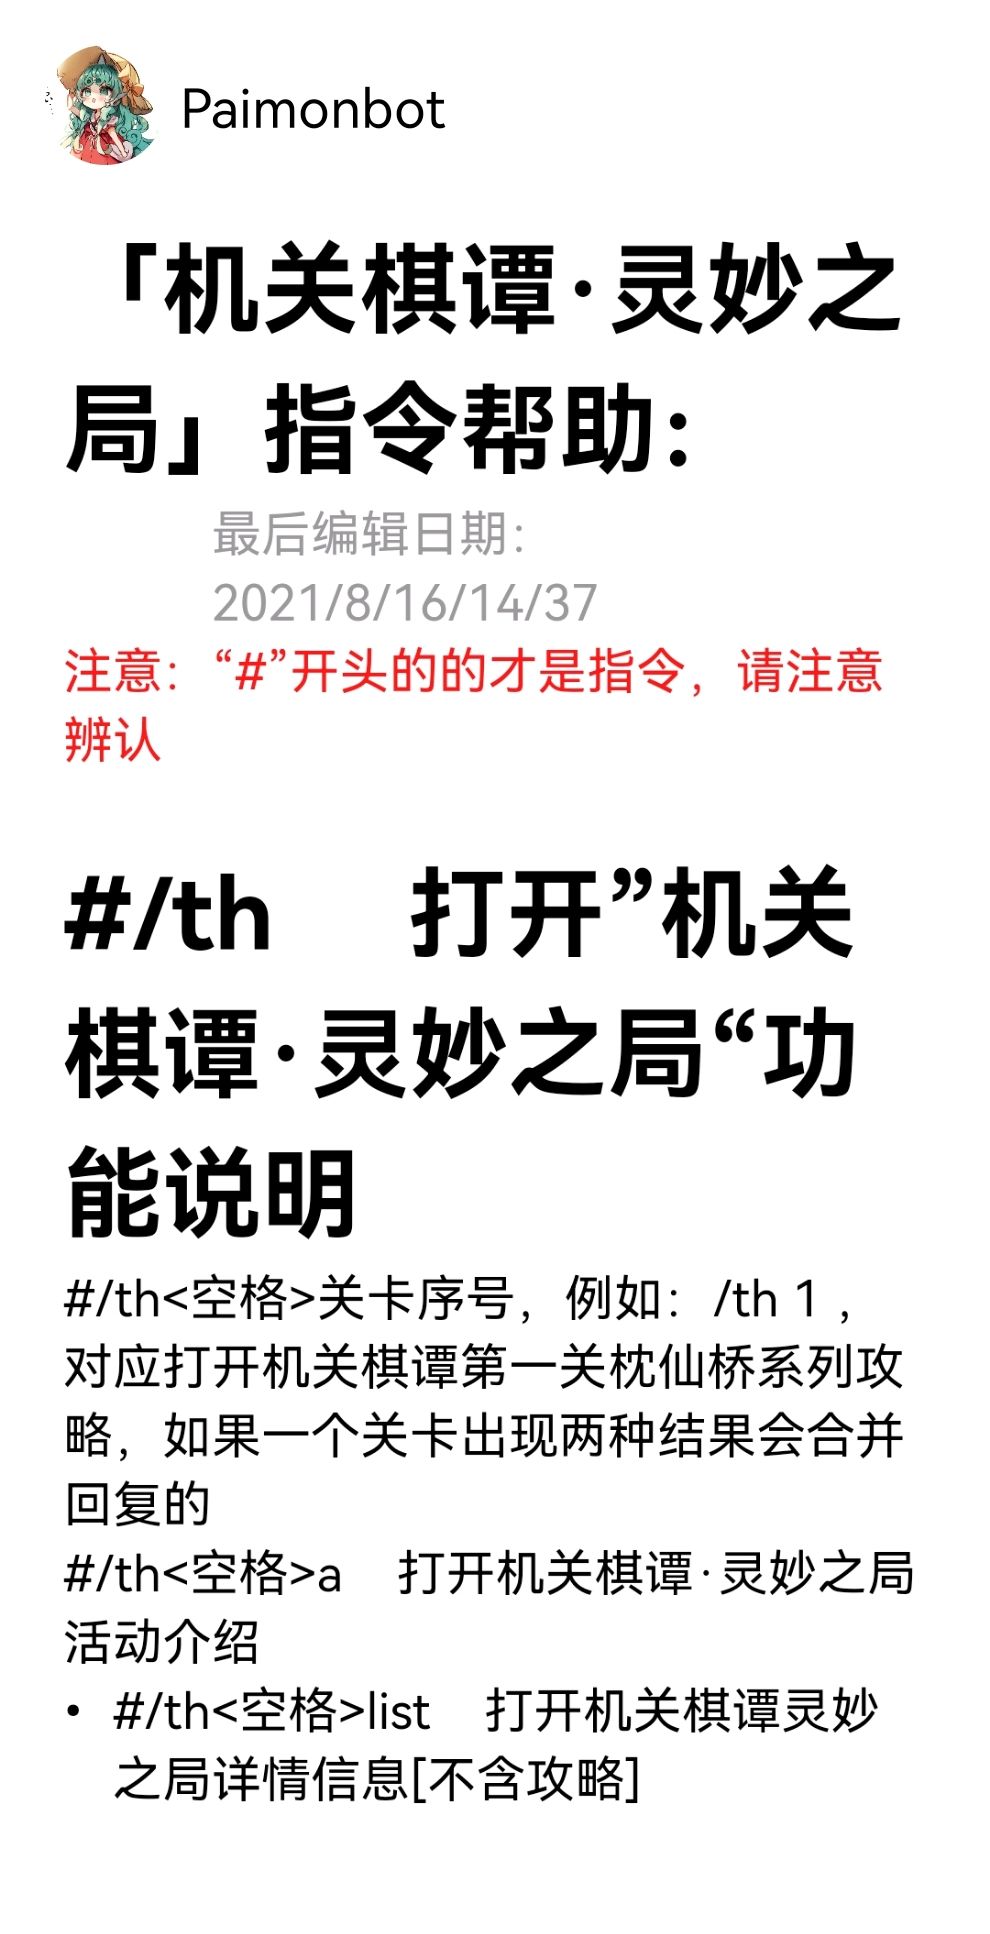 Paimonbot
「机关棋谭·灵妙之
局」指令帮助：
最后编辑日期：
2021/8/16/14/37
注意：“#”开头的的才是指令，请注意
辨认
#/th 打开”机关
棋谭·灵妙之局“功
能说明
#/th<空格>关卡序号，例如：/th 1，
对应打开机关棋谭第一关枕仙桥系列攻
略，如果一个关卡出现两种结果会合并
回复的
#/th<空格>a 打开机关棋谭·灵妙之局
活动介绍
• #/th<空格>list 打开机关棋谭灵妙
之局详情信息[不含攻略]